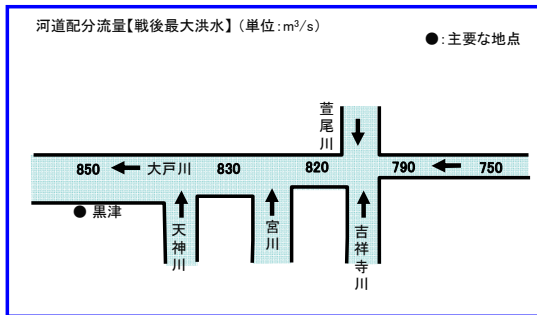 河道配分流量【戦後最大洪水】(単位:m³/s)
●:主要な地点
萱尾川
850
大戸川
830
820
790
750
●黒津
天神川
宮川
吉祥寺川